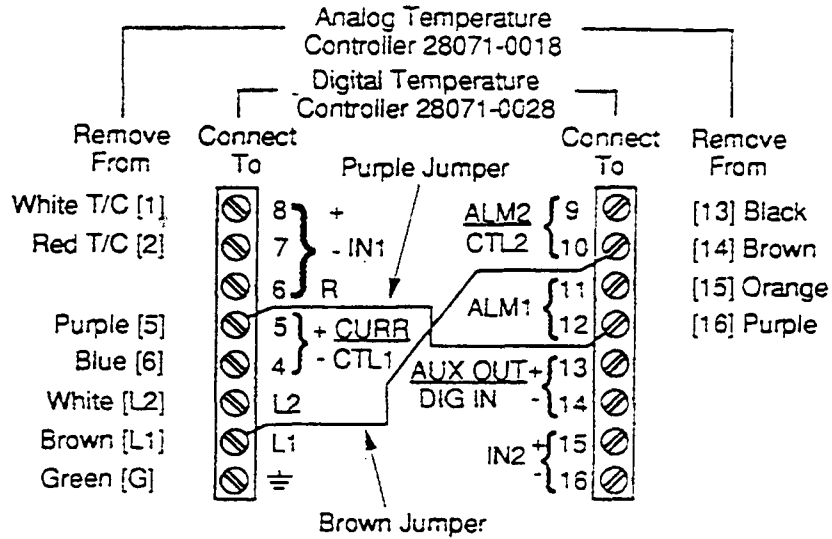 Analog Temperature
Controller 28071-0018
Digital Temperature
Controller 28071-0028
Remove From
Connect To
Purple Jumper
Connect To
Remove From
White T/C [1] 8 + ALM2 9 [13] Black
Red T/C [2] 7 - IN1 CTL2 10 [14] Brown
6 R ALM1 11 [15] Orange
Purple [5] 5 + CURR 12 [16] Purple
Blue [6] 4 - CTL1 AUX OUT + 13
White [L2] L2 DIG IN - 14
Brown [L1] L1 IN2 + 15
Green [G] - 16
Brown Jumper